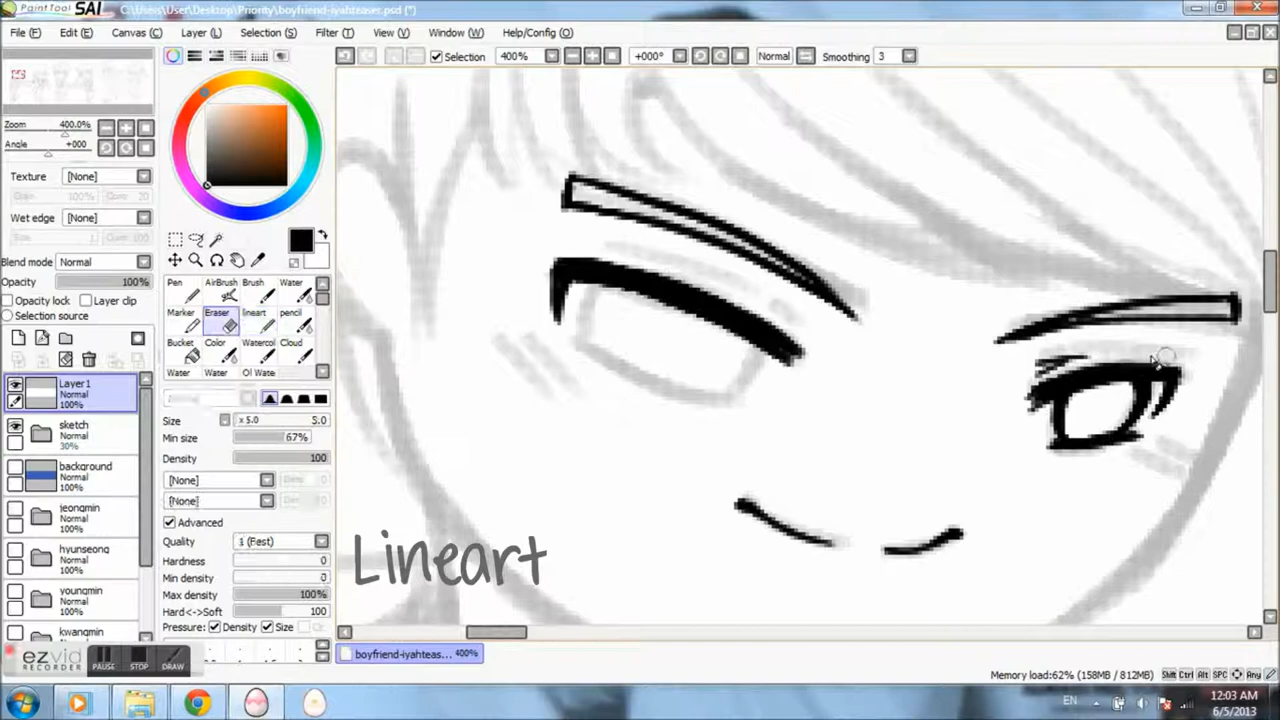 PaintTool SAI C:\Users\User\Desktop\Priority\boyfriend-iyahteaser.psd (*)
File (F) Edit (E) Canvas (C) Layer (L) Selection (S) Filter (T) View (V) Window (W) Help/Config (O)
Selection 400% +000° Normal Smoothing 3
Zoom 400.0%
Angle +000
Texture [None]
Wet edge [None]
Blend mode Normal
Opacity 100%
Opacity lock Layer clip
Selection source
Layer1
Normal
100%
sketch
Normal
30%
background
Normal
100%
jeongmin
Normal
100%
hyunseong
Normal
100%
youngmin
Normal
100%
kwangmin
Normal
Pen AirBrush Brush Water
Marker Eraser lineart pencil
Bucket Color Watercol Cloud
Water Water Oil Wate
Size x 5.0 5.0
Min size 67%
Density 100
[None]
[None]
Advanced
Quality 1 (Fast)
Hardness 0
Min density 0
Max density 100%
Hard<->Soft 100
Pressure: Density Size
Lineart
boyfriend-iyahteas... 400%
ezvid
RECORDER
PAUSE STOP DRAW
Memory load:62% (158MB / 812MB) Shift Ctrl Alt SPC Any
EN
12:03 AM
6/5/2013